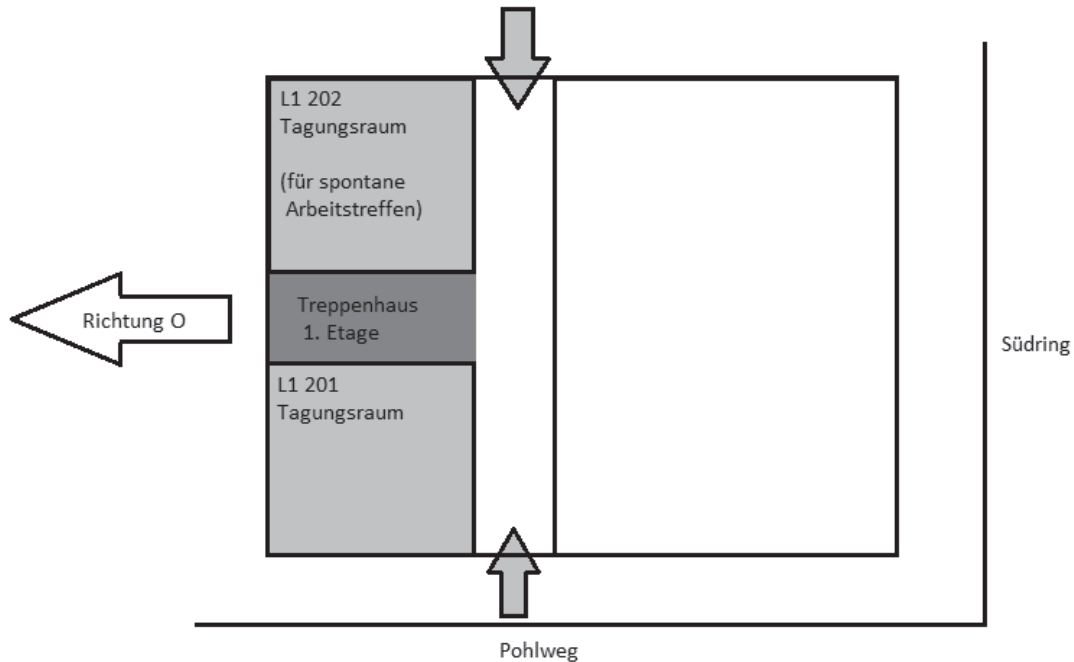 L1 202
Tagungsraum
(für spontane
Arbeitstreffen)
Treppenhaus
1. Etage
Richtung O
L1 201
Tagungsraum
Südring
Pohlweg